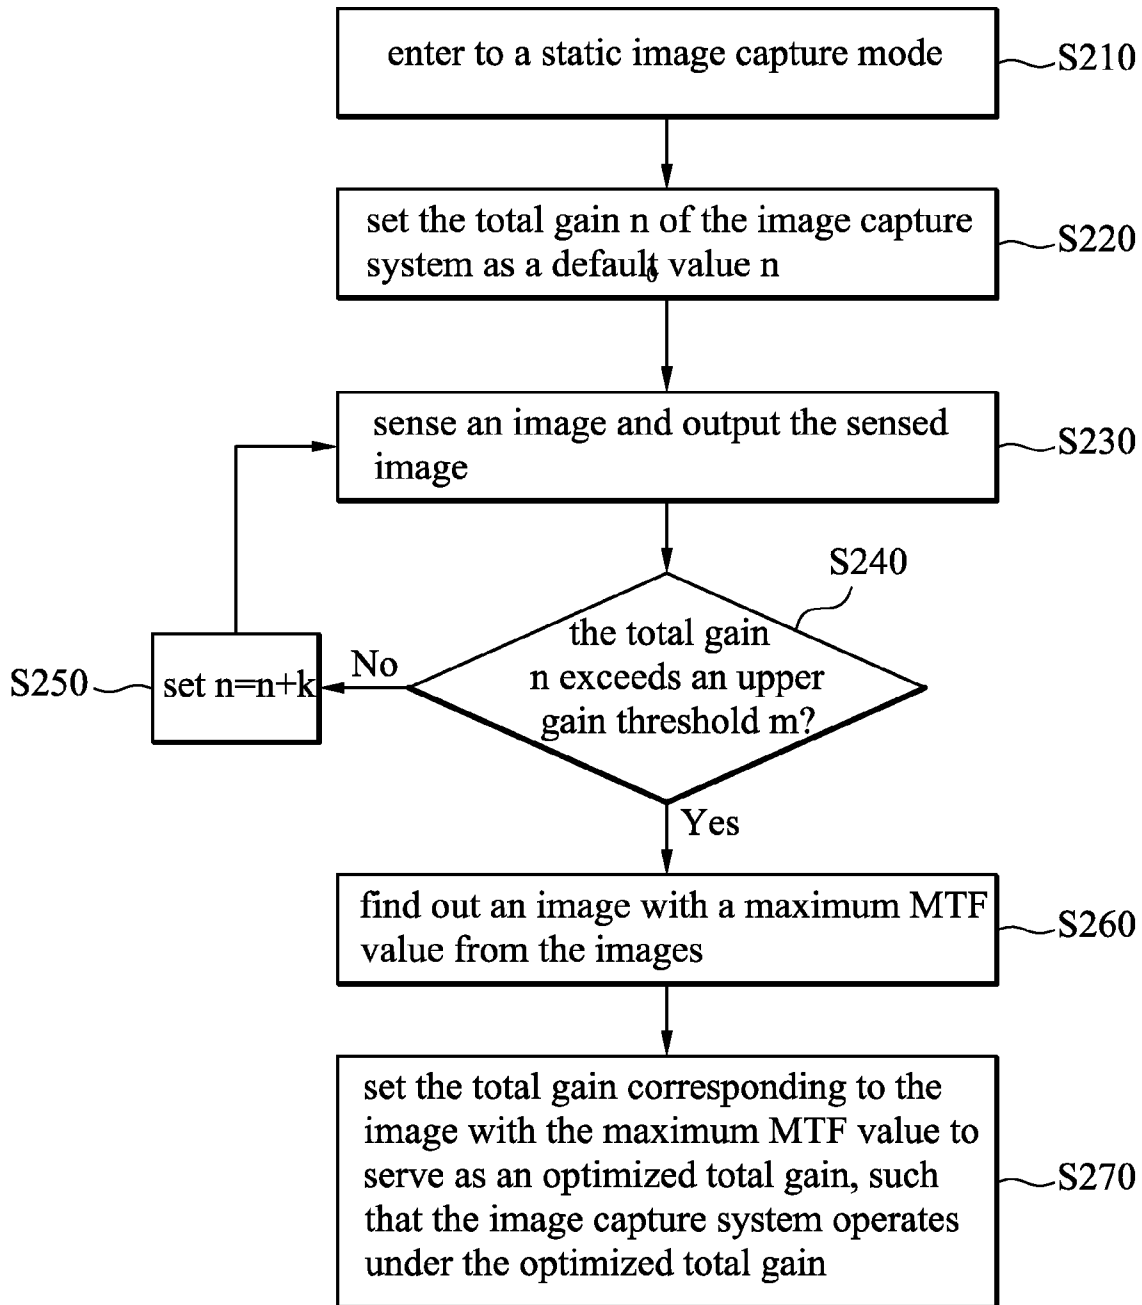 enter to a static image capture mode
S210
set the total gain n of the image capture
system as a default value n
0
S220
sense an image and output the sensed
image
S230
S240
the total gain
n exceeds an upper
gain threshold m?
No
set n=n+k
S250
Yes
find out an image with a maximum MTF
value from the images
S260
set the total gain corresponding to the
image with the maximum MTF value to
serve as an optimized total gain, such
that the image capture system operates
under the optimized total gain
S270